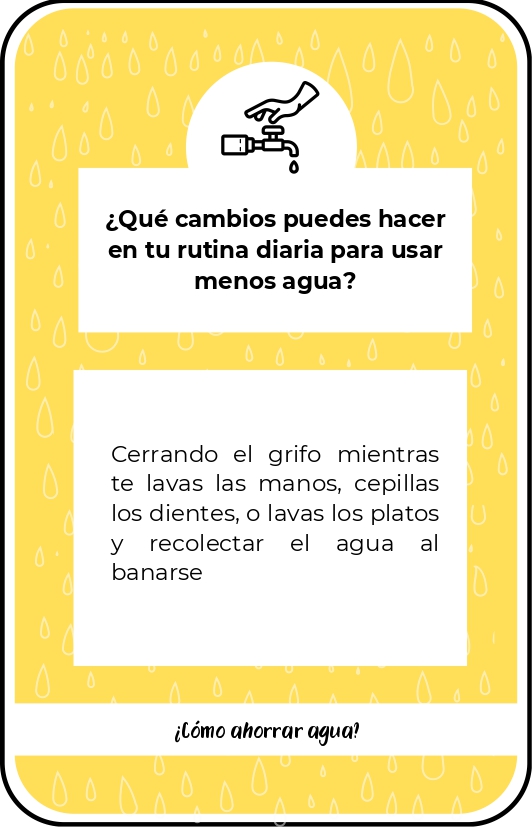 ¿Qué cambios puedes hacer
en tu rutina diaria para usar
menos agua?
Cerrando el grifo mientras
te lavas las manos, cepillas
los dientes, o lavas los platos
y recolectar el agua al
banarse
¿Cómo ahorrar agua?